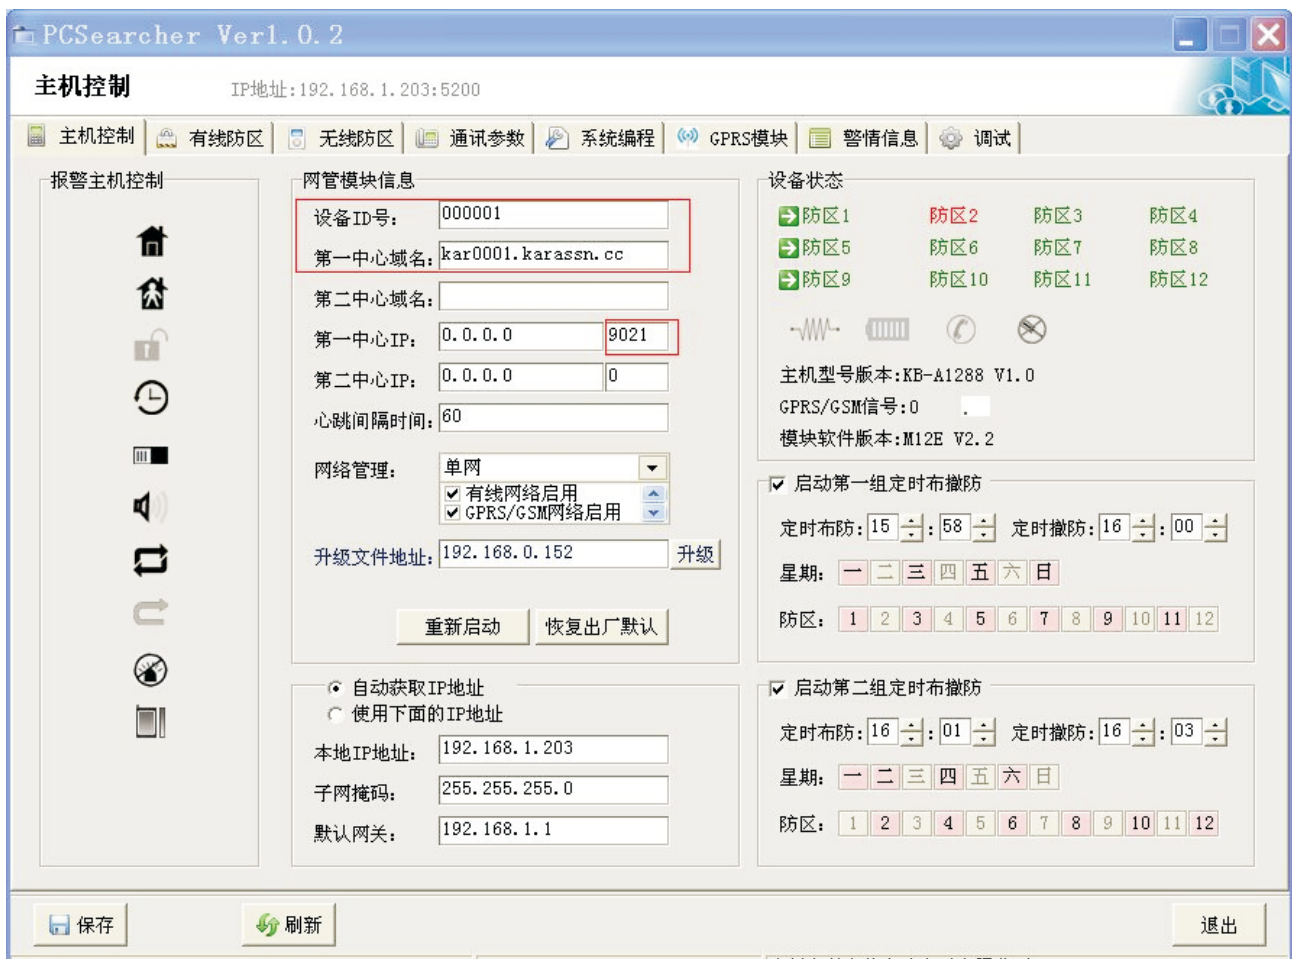 PCSearcher Ver1.0.2
主机控制 IP地址:192.168.1.203:5200
主机控制 有线防区 无线防区 通讯参数 系统编程 GPRS模块 警情信息 调试
报警主机控制
网管模块信息
设备ID号: 000001
第一中心域名: kar0001.karassn.cc
第二中心域名:
第一中心IP: 0.0.0.0 9021
第二中心IP: 0.0.0.0 0
心跳间隔时间: 60
网络管理: 单网
有线网络启用
GPRS/GSM网络启用
升级文件地址: 192.168.0.152 升级
重新启动 恢复出厂默认
自动获取IP地址
使用下面的IP地址
本地IP地址: 192.168.1.203
子网掩码: 255.255.255.0
默认网关: 192.168.1.1
设备状态
防区1 防区2 防区3 防区4
防区5 防区6 防区7 防区8
防区9 防区10 防区11 防区12
主机型号版本:KB-A1288 V1.0
GPRS/GSM信号:0 .
模块软件版本:M12E V2.2
启动第一组定时布撤防
定时布防: 15 : 58 定时撤防: 16 : 00
星期: 一 二 三 四 五 六 日
防区: 1 2 3 4 5 6 7 8 9 10 11 12
启动第二组定时布撤防
定时布防: 16 : 01 定时撤防: 16 : 03
星期: 一 二 三 四 五 六 日
防区: 1 2 3 4 5 6 7 8 9 10 11 12
保存 刷新 退出